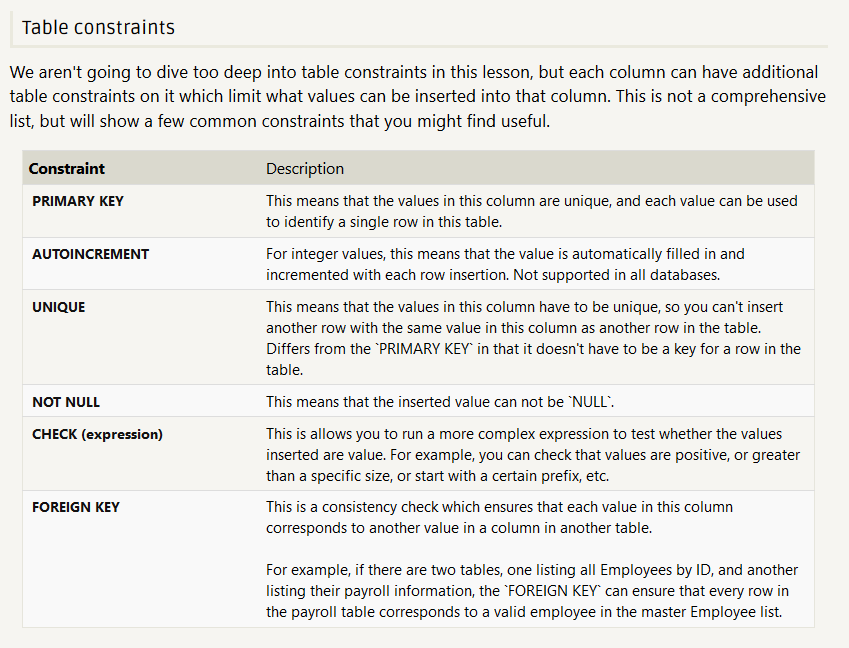 Table constraints
We aren't going to dive too deep into table constraints in this lesson, but each column can have additional
table constraints on it which limit what values can be inserted into that column. This is not a comprehensive
list, but will show a few common constraints that you might find useful.
Constraint Description
PRIMARY KEY This means that the values in this column are unique, and each value can be used
to identify a single row in this table.
AUTOINCREMENT For integer values, this means that the value is automatically filled in and
incremented with each row insertion. Not supported in all databases.
UNIQUE This means that the values in this column have to be unique, so you can't insert
another row with the same value in this column as another row in the table.
Differs from the `PRIMARY KEY` in that it doesn't have to be a key for a row in the
table.
NOT NULL This means that the inserted value can not be `NULL`.
CHECK (expression) This is allows you to run a more complex expression to test whether the values
inserted are value. For example, you can check that values are positive, or greater
than a specific size, or start with a certain prefix, etc.
FOREIGN KEY This is a consistency check which ensures that each value in this column
corresponds to another value in a column in another table.
For example, if there are two tables, one listing all Employees by ID, and another
listing their payroll information, the `FOREIGN KEY` can ensure that every row in
the payroll table corresponds to a valid employee in the master Employee list.